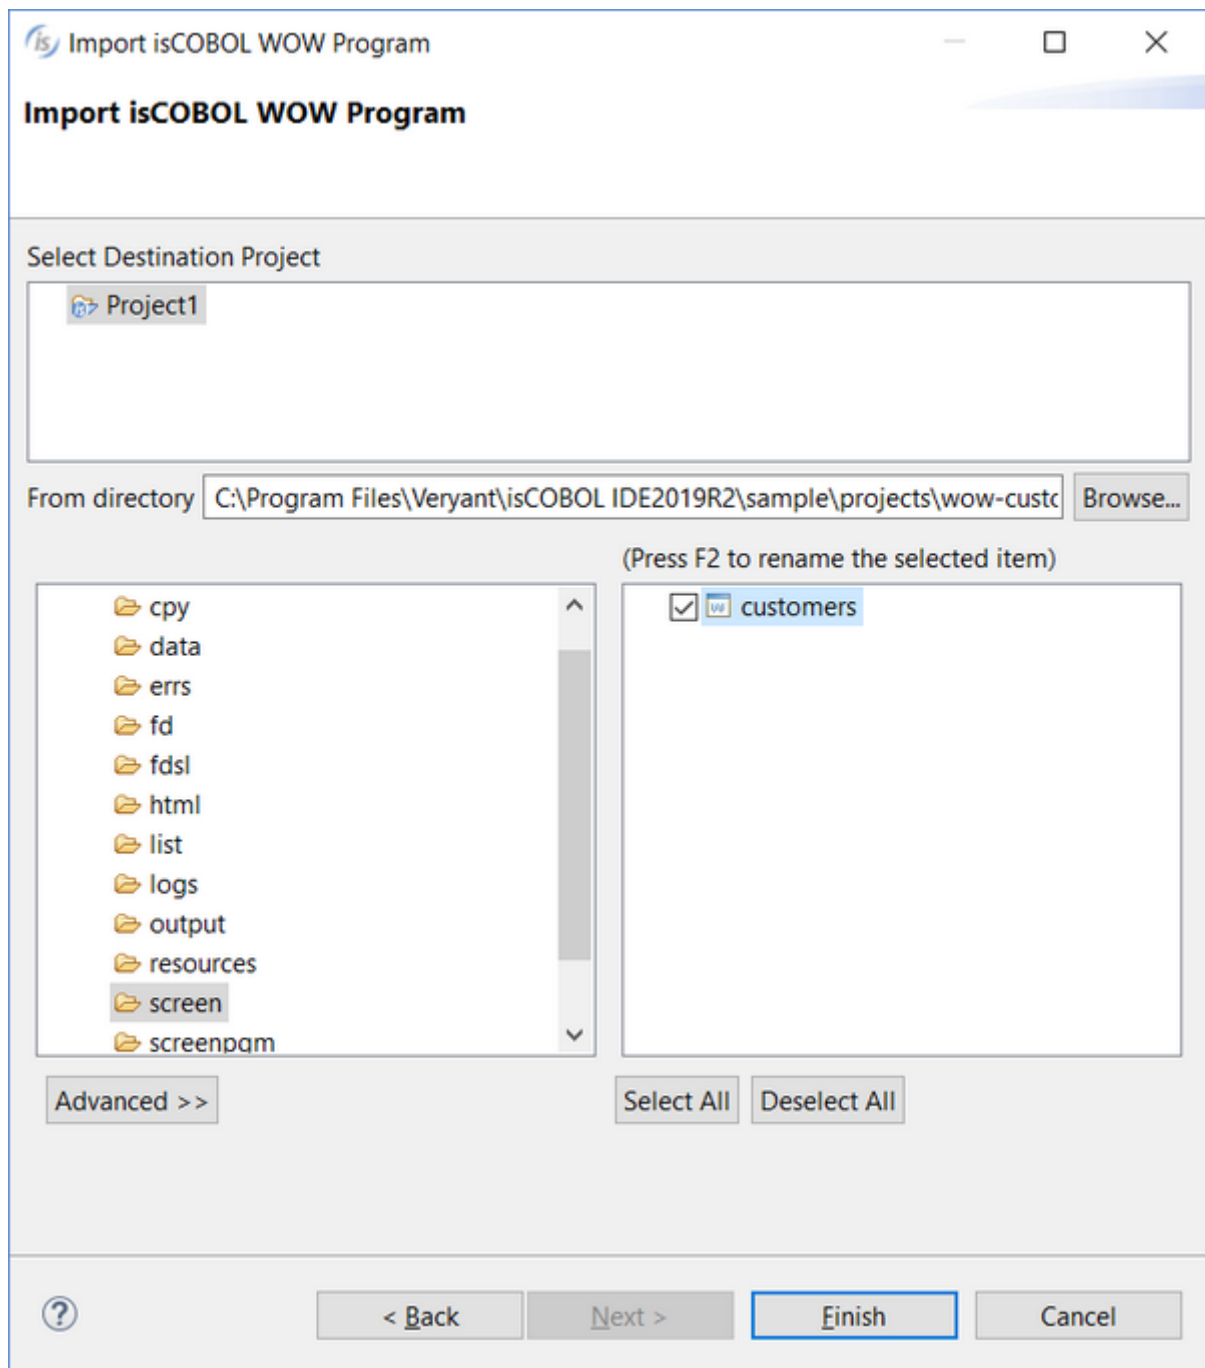 is Import isCOBOL WOW Program
Import isCOBOL WOW Program
Select Destination Project
Project1
From directory C:\Program Files\Veryant\isCOBOL IDE2019R2\sample\projects\wow-custo Browse...
(Press F2 to rename the selected item)
cpy
data
errs
fd
fdsl
html
list
logs
output
resources
screen
screenpgm
customers
Advanced >>
Select All Deselect All
? < Back Next > Finish Cancel